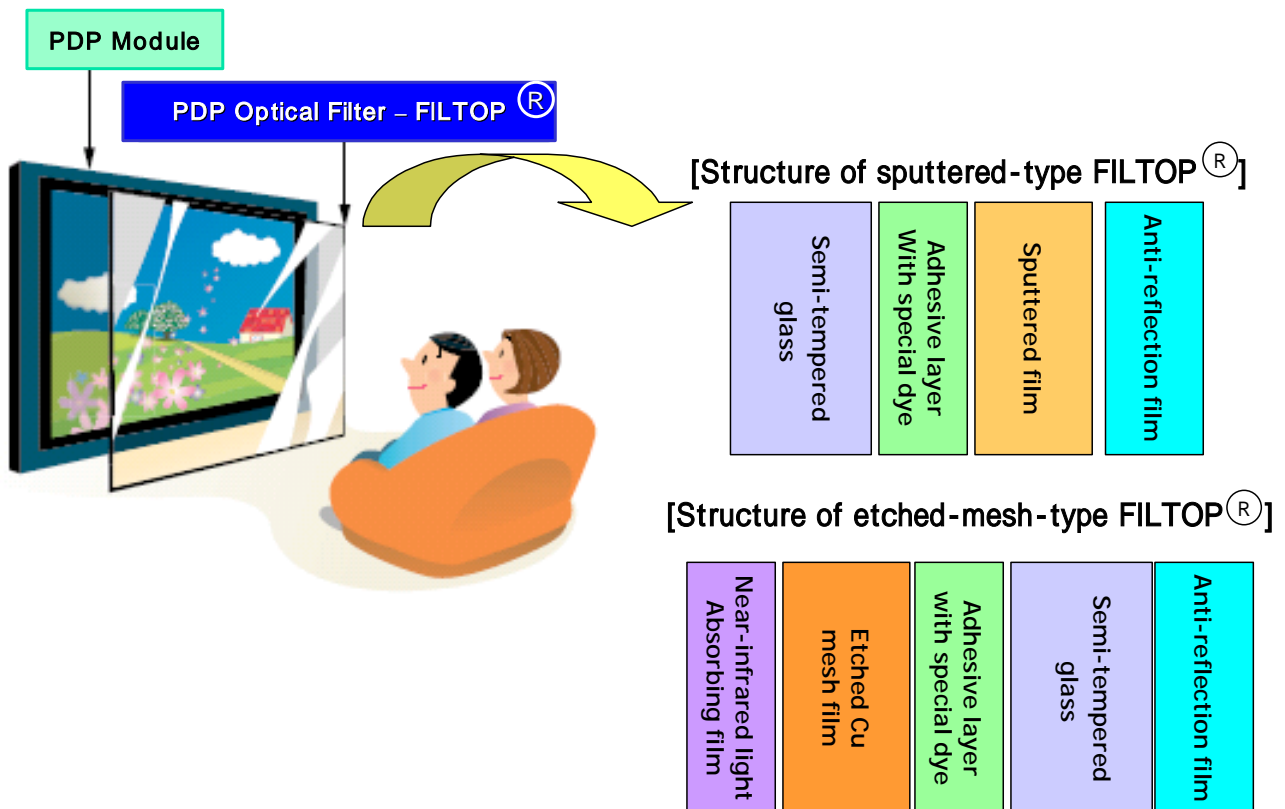 PDP Module
PDP Optical Filter – FILTOP ®
[Structure of sputtered-type FILTOP ®]
Semi-tempered
glass
Adhesive layer
With special dye
Sputtered film
Anti-reflection film
[Structure of etched-mesh-type FILTOP ®]
Near-infrared light
Absorbing film
Etched Cu
mesh film
Adhesive layer
with special dye
Semi-tempered
glass
Anti-reflection film